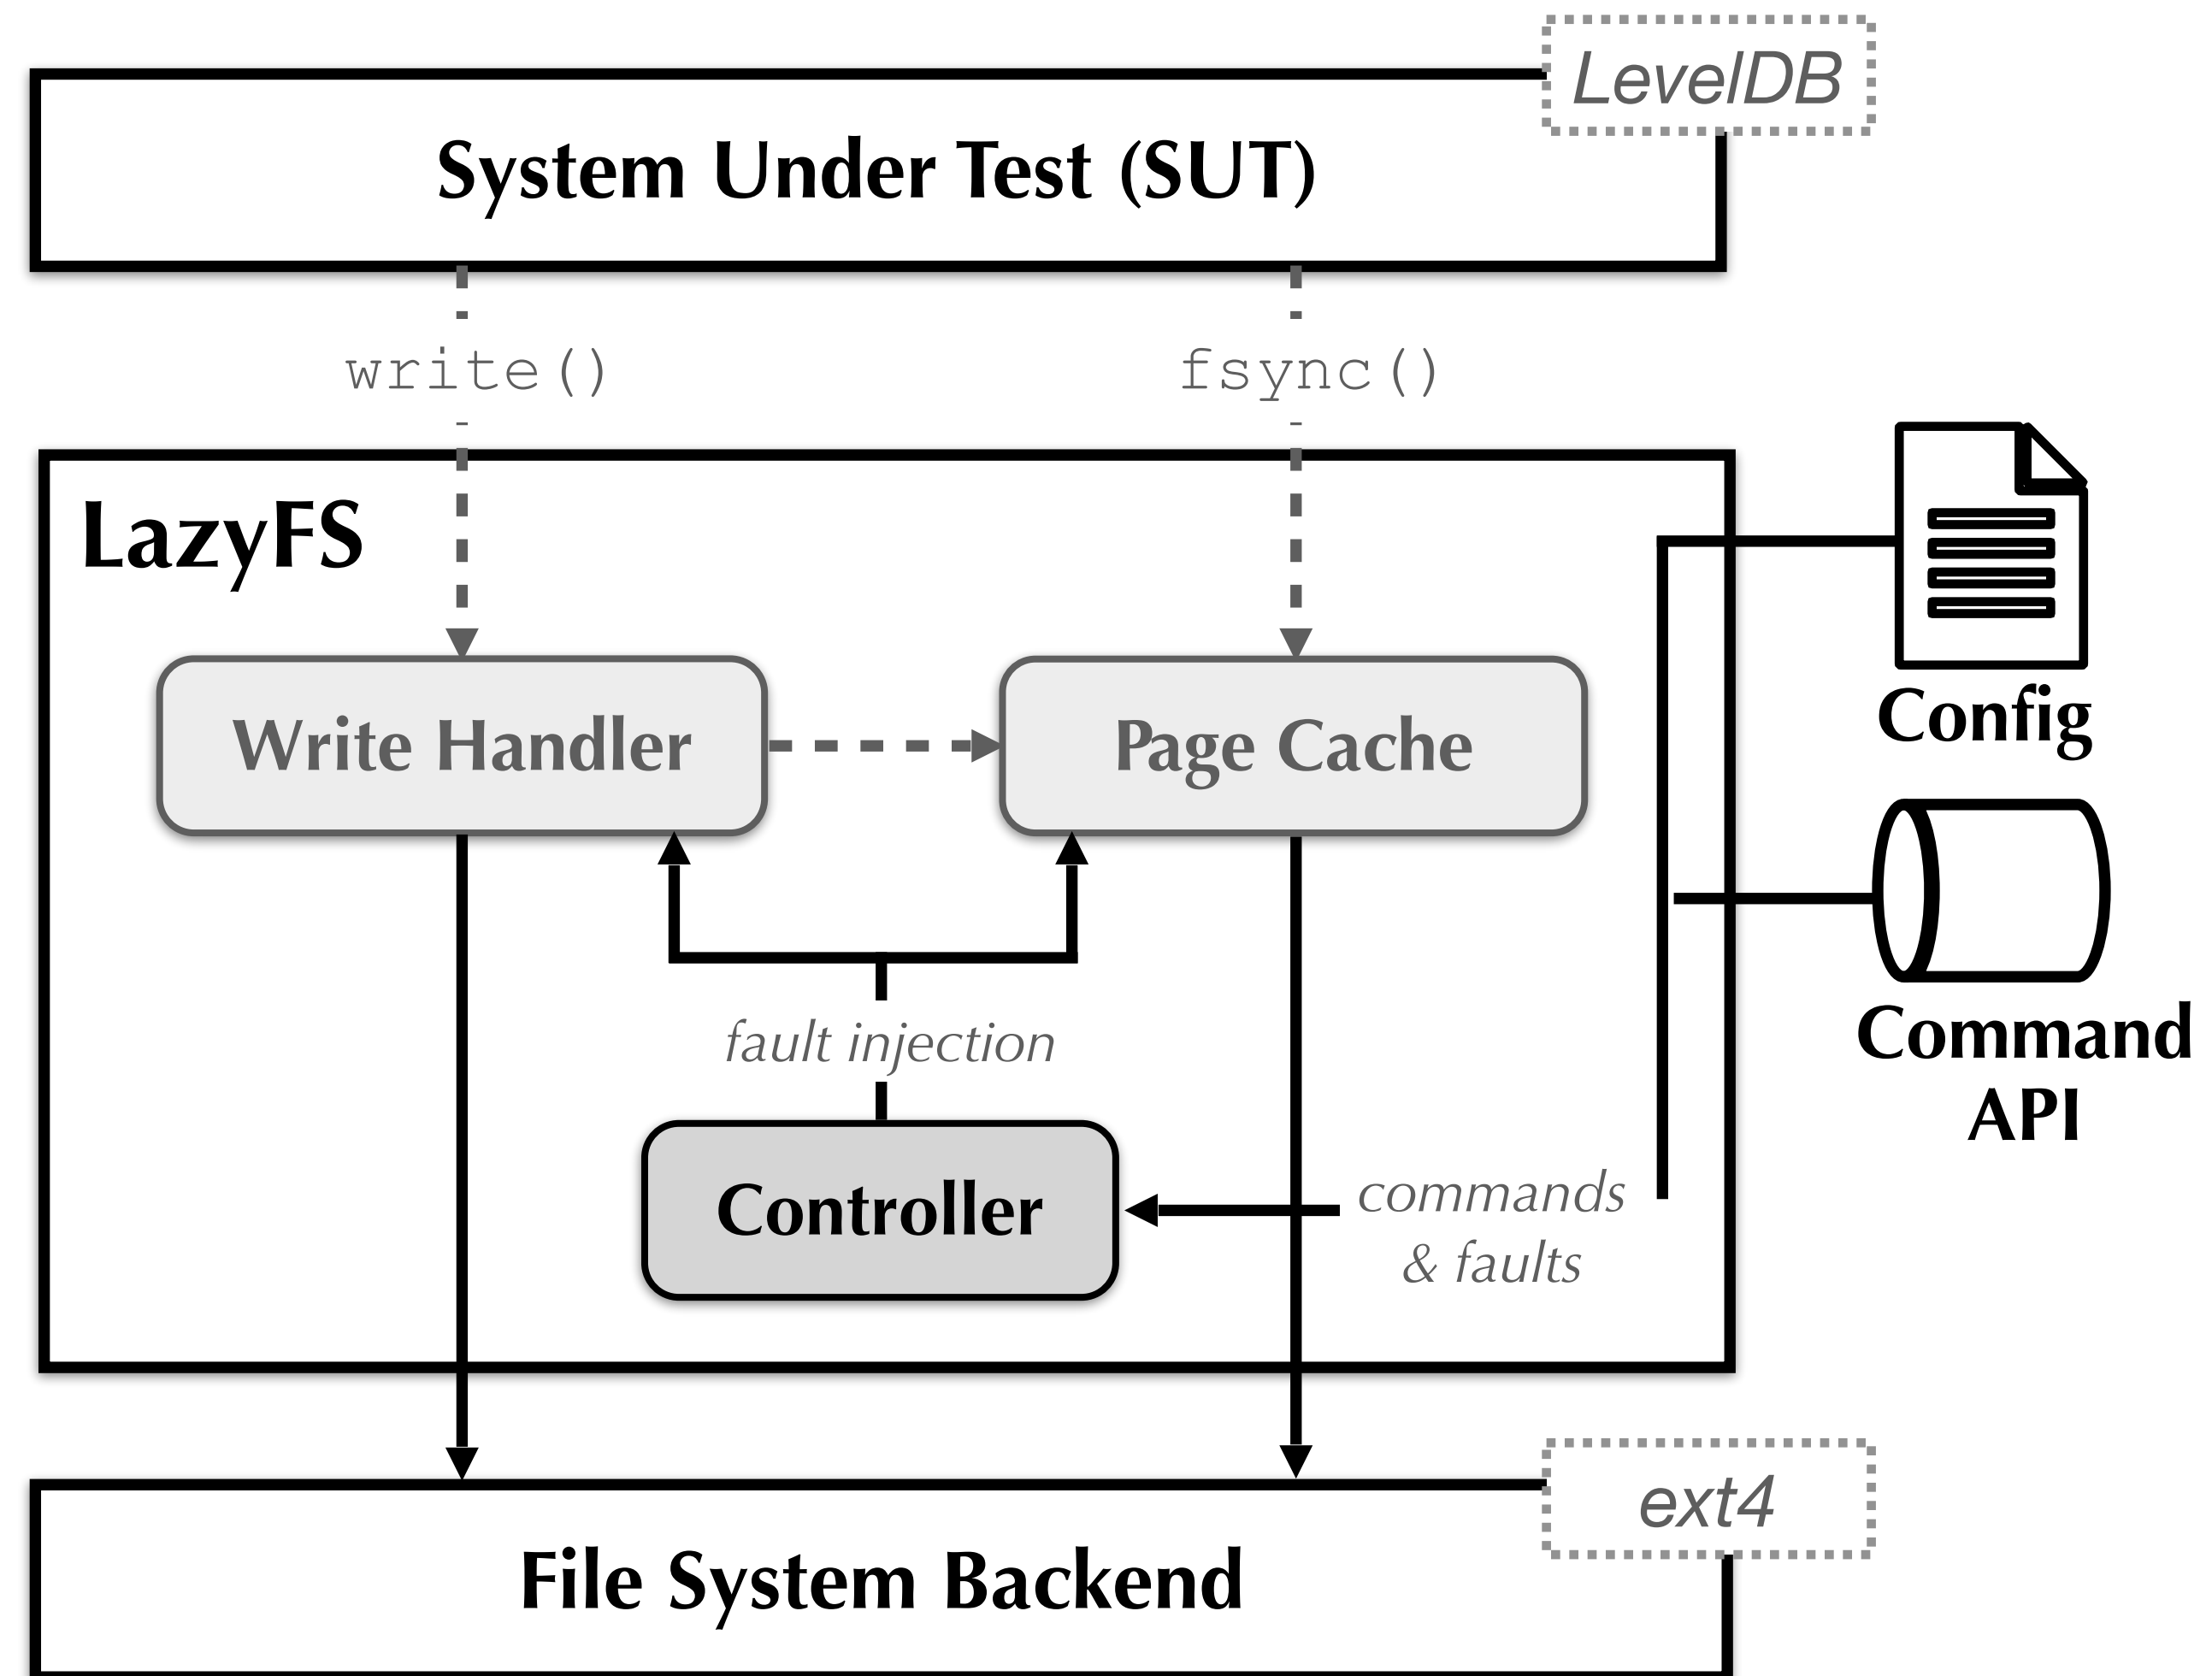 LevelDB
System Under Test (SUT)
write()
fsync()
LazyFS
Write Handler
Page Cache
Config
fault injection
Command
API
Controller
commands
& faults
ext4
File System Backend